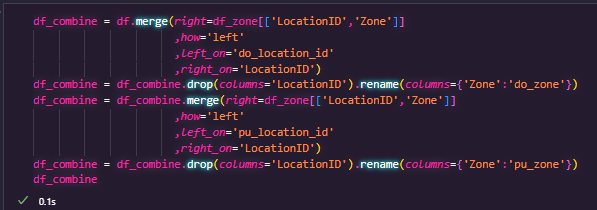 df_combine = df.merge(right=df_zone[['LocationID','Zone']]
,how='left'
,left_on='do_location_id'
,right_on='LocationID')
df_combine = df_combine.drop(columns='LocationID').rename(columns={'Zone':'do_zone'})
df_combine = df_combine.merge(right=df_zone[['LocationID','Zone']]
,how='left'
,left_on='pu_location_id'
,right_on='LocationID')
df_combine = df_combine.drop(columns='LocationID').rename(columns={'Zone':'pu_zone'})
df_combine
✓ 0.1s